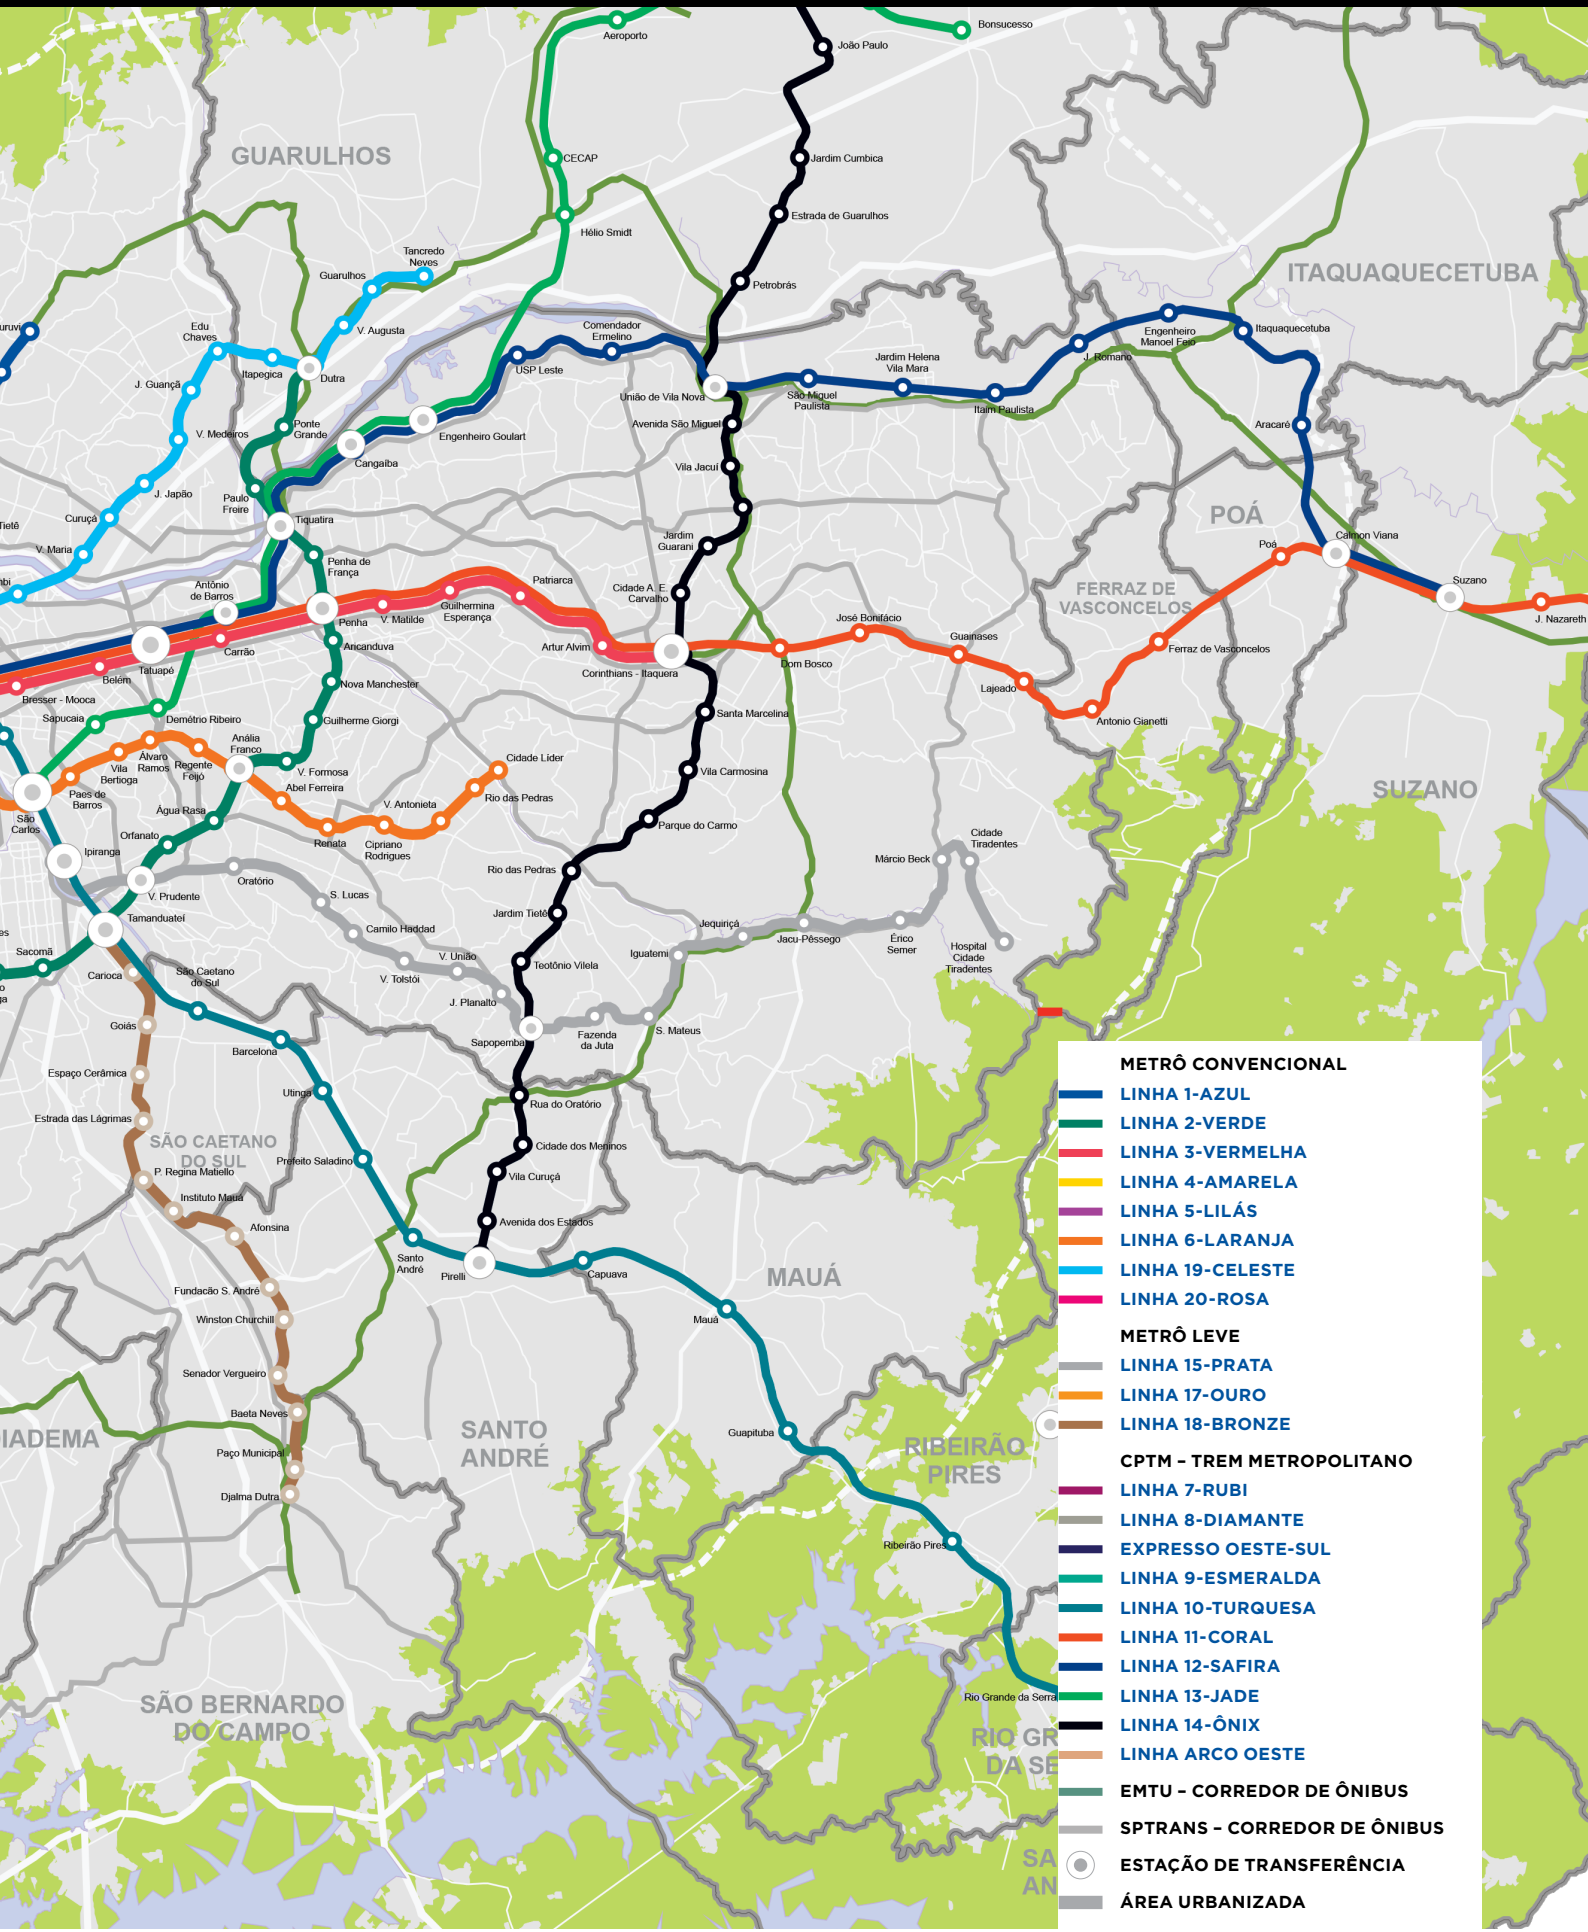 Aeroporto
Bonsucesso
João Paulo
GUARULHOS
CECAP
Jardim Cumbica
Estrada de Guarulhos
Hélio Smidt
Tancredo
Neves
Guarulhos
Petrobrás
ITAQUAQUECETUBA
Edu
Chaves
V. Augusta
Comendador
Ermelino
Engenheiro
Manoel Feio
Itaquaquecetuba
Itapegica
Dutra
USP Leste
Jardim Helena
Vila Mara
J. Romano
J. Guançã
União de Vila Nova
São Miguel
Paulista
Itaim Paulista
V. Medeiros
Ponte
Grande
Engenheiro Goulart
Avenida São Miguel
Aracaré
Cangaíba
Vila Jacuí
J. Japão
Paulo
Freire
Curuçá
Tiquatira
POÁ
Tietê
V. Maria
Penha de
França
Jardim
Guarani
Poá
Calmon Viana
Antônio
de Barros
Patriarca
Cidade A. E.
Carvalho
FERRAZ DE
VASCONCELOS
Suzano
Guilhermina
Esperança
Penha
V. Matilde
José Bonifácio
J. Nazareth
Carrão
Aricanduva
Artur Alvim
Guaianases
Ferraz de Vasconcelos
Tatuapé
Belém
Corinthians - Itaquera
Dom Bosco
Nova Manchester
Lajeado
Bresser - Mooca
Sapucaia
Demétrio Ribeiro
Guilherme Giorgi
Santa Marcelina
Antonio Gianetti
Anália
Franco
Álvaro
Ramos
Regente
Feijó
Vila
Bertioga
V. Formosa
Cidade Líder
Vila Carmosina
Abel Ferreira
Paes de
Barros
Rio das Pedras
SUZANO
Água Rasa
V. Antonieta
São
Carlos
Parque do Carmo
Orfanato
Renata
Cipriano
Rodrigues
Cidade
Tiradentes
Ipiranga
Márcio Beck
Oratório
Rio das Pedras
V. Prudente
S. Lucas
Tamanduateí
Jardim Tietê
Camilo Haddad
Jequiriçá
Jacu-Pêssego
Érico
Semer
Hospital
Cidade
Tiradentes
Sacomã
V. União
Iguatemi
Carioca
São Caetano
do Sul
V. Tolstói
Teotônio Vilela
J. Planalto
Goiás
Sapopemba
Fazenda
da Juta
S. Mateus
Barcelona
Espaço Cerâmica
Utinga
Rua do Oratório
Estrada das Lágrimas
SÃO CAETANO
DO SUL
Cidade dos Meninos
Prefeito Saladino
P. Regina Matiello
Vila Curuçá
Instituto Mauá
Afonsina
Avenida dos Estados
Santo
André
Pirelli
Capuava
MAUÁ
Fundacão S. André
Winston Churchill
Mauá
Senador Vergueiro
Baeta Neves
SANTO
ANDRÉ
Guapituba
RIBEIRÃO
PIRES
IADEMA
Paço Municipal
Djalma Dutra
Ribeirão Pires
SÃO BERNARDO
DO CAMPO
Rio Grande da Serra
RIO GR
DA SE
SA
AN
METRÔ CONVENCIONAL
LINHA 1-AZUL
LINHA 2-VERDE
LINHA 3-VERMELHA
LINHA 4-AMARELA
LINHA 5-LILÁS
LINHA 6-LARANJA
LINHA 19-CELESTE
LINHA 20-ROSA
METRÔ LEVE
LINHA 15-PRATA
LINHA 17-OURO
LINHA 18-BRONZE
CPTM – TREM METROPOLITANO
LINHA 7-RUBI
LINHA 8-DIAMANTE
EXPRESSO OESTE-SUL
LINHA 9-ESMERALDA
LINHA 10-TURQUESA
LINHA 11-CORAL
LINHA 12-SAFIRA
LINHA 13-JADE
LINHA 14-ÔNIX
LINHA ARCO OESTE
EMTU – CORREDOR DE ÔNIBUS
SPTRANS – CORREDOR DE ÔNIBUS
ESTAÇÃO DE TRANSFERÊNCIA
ÁREA URBANIZADA